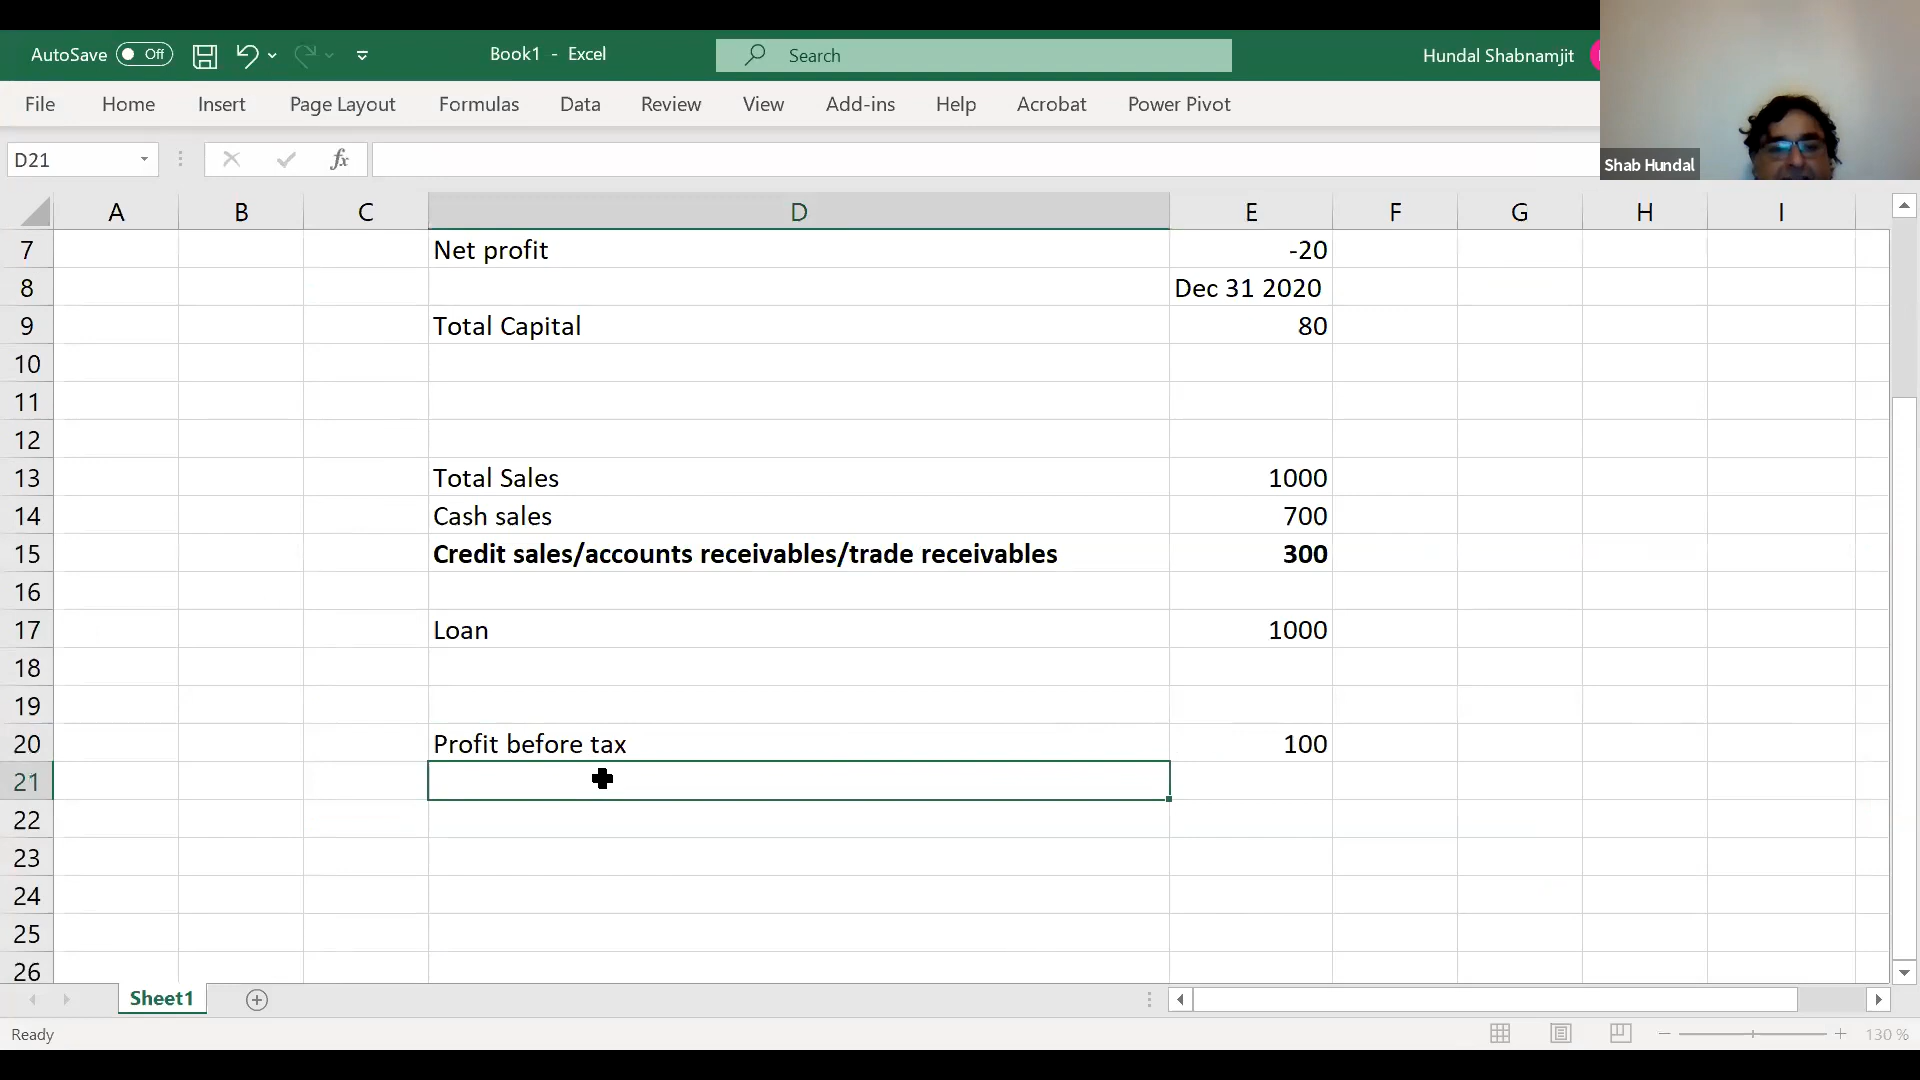 AutoSave Off Book1 - Excel Search Hundal Shabnamjit
File Home Insert Page Layout Formulas Data Review View Add-ins Help Acrobat Power Pivot
Shab Hundal
D21 fx
A B C D E F G H I
7 Net profit -20
8 Dec 31 2020
9 Total Capital 80
10
11
12
13 Total Sales 1000
14 Cash sales 700
15 Credit sales/accounts receivables/trade receivables 300
16
17 Loan 1000
18
19
20 Profit before tax 100
21
22
23
24
25
26
Sheet1
Ready 130 %